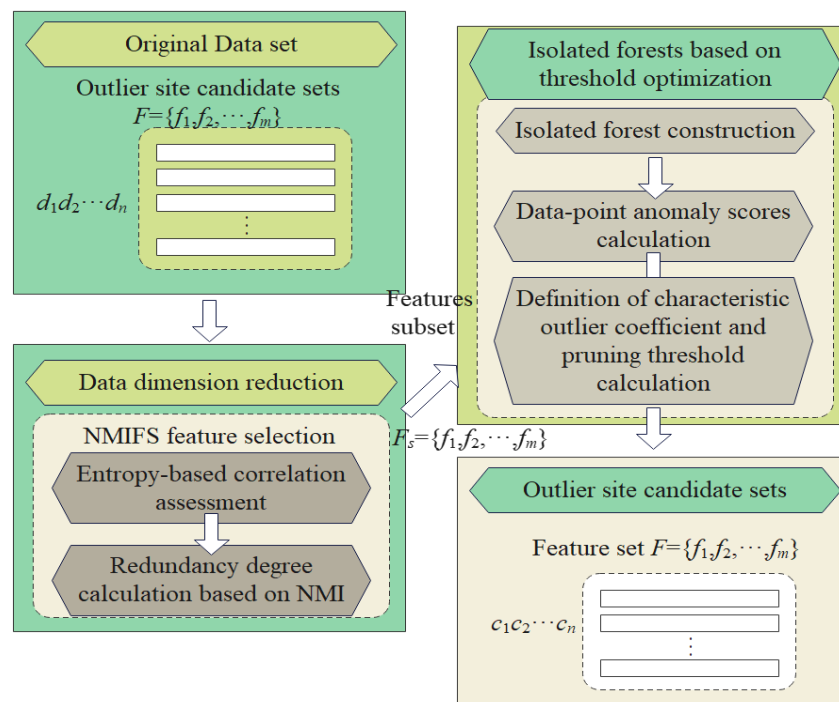 Original Data set
Outlier site candidate sets
F={f1,f2,⋯,fm}
d1d2⋯dn
⋮
Data dimension reduction
NMIFS feature selection
Entropy-based correlation
assessment
Redundancy degree
calculation based on NMI
Features
subset
Fs={f1,f2,⋯,fm}
Isolated forests based on
threshold optimization
Isolated forest construction
Data-point anomaly scores
calculation
Definition of characteristic
outlier coefficient and
pruning threshold
calculation
Outlier site candidate sets
Feature set F={f1,f2,⋯,fm}
c1c2⋯cn
⋮